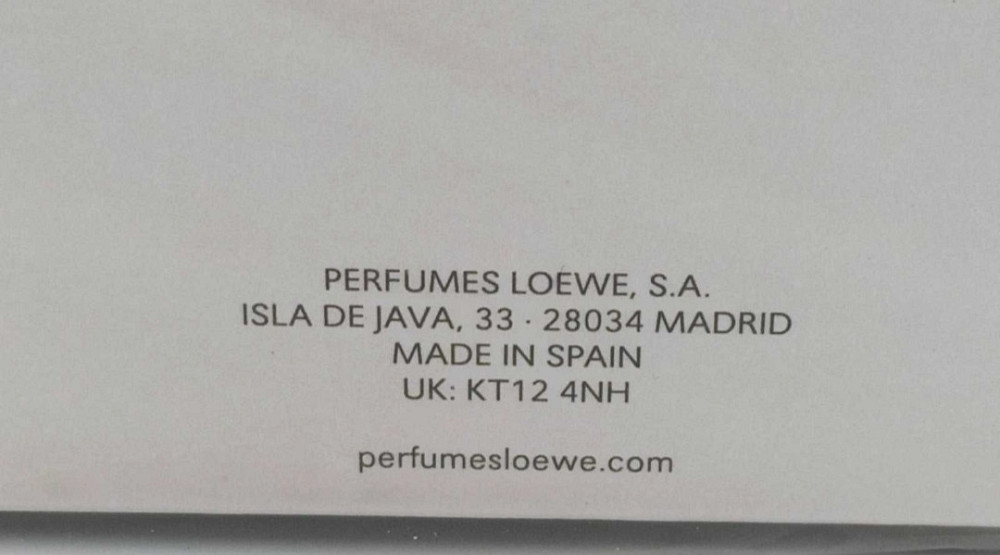 PERFUMES LOEWE, S.A.
ISLA DE JAVA, 33 · 28034 MADRID
MADE IN SPAIN
UK: KT12 4NH
perfumesloewe.com